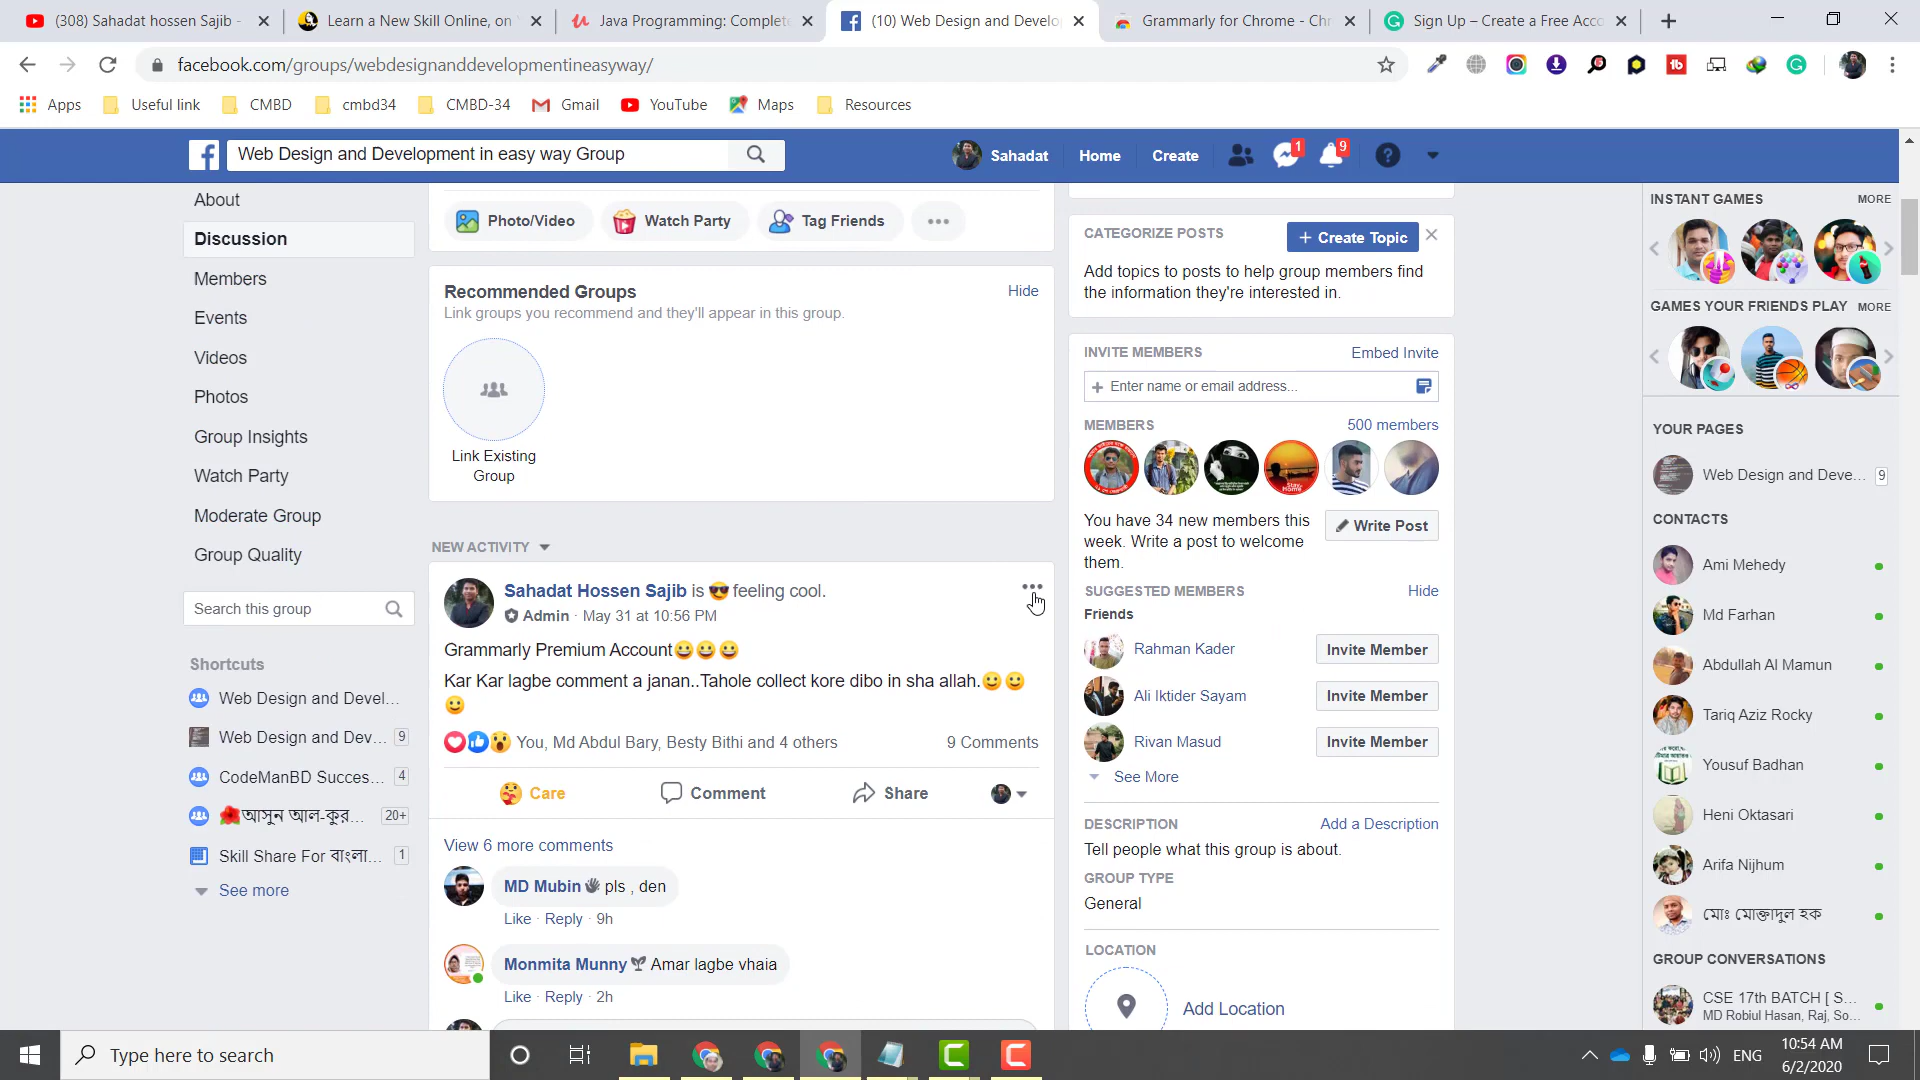 (308) Sahadat hossen Sajib -
Learn a New Skill Online, on
Java Programming: Complete
(10) Web Design and Develo
Grammarly for Chrome - Chr
Sign Up – Create a Free Acco
facebook.com/groups/webdesignanddevelopmentineasyway/
Apps
Useful link
CMBD
cmbd34
CMBD-34
Gmail
YouTube
Maps
Resources
Web Design and Development in easy way Group
Sahadat
Home
Create
1
9
About
Discussion
Members
Events
Videos
Photos
Group Insights
Watch Party
Moderate Group
Group Quality
Search this group
Shortcuts
Web Design and Devel...
Web Design and Dev... 9
CodeManBD Succes... 4
🌺আসুন আল-কুর... 20+
Skill Share For বাংলা... 1
See more
Photo/Video
Watch Party
Tag Friends
Recommended Groups
Hide
Link groups you recommend and they'll appear in this group.
Link Existing
Group
NEW ACTIVITY
Sahadat Hossen Sajib is 😎 feeling cool.
Admin · May 31 at 10:56 PM
Grammarly Premium Account😀😀😀
Kar Kar lagbe comment a janan..Tahole collect kore dibo in sha allah.🙂🙂
🙂
You, Md Abdul Bary, Besty Bithi and 4 others
9 Comments
Care
Comment
Share
View 6 more comments
MD Mubin pls , den
Like · Reply · 9h
Monmita Munny Amar lagbe vhaia
Like · Reply · 2h
CATEGORIZE POSTS
+ Create Topic
Add topics to posts to help group members find
the information they're interested in.
INVITE MEMBERS
Embed Invite
+ Enter name or email address...
MEMBERS
500 members
You have 34 new members this
week. Write a post to welcome
them.
Write Post
SUGGESTED MEMBERS
Hide
Friends
Rahman Kader
Invite Member
Ali Iktider Sayam
Invite Member
Rivan Masud
Invite Member
See More
DESCRIPTION
Add a Description
Tell people what this group is about.
GROUP TYPE
General
LOCATION
Add Location
INSTANT GAMES
MORE
GAMES YOUR FRIENDS PLAY
MORE
YOUR PAGES
Web Design and Deve... 9
CONTACTS
Ami Mehedy
Md Farhan
Abdullah Al Mamun
Tariq Aziz Rocky
Yousuf Badhan
Heni Oktasari
Arifa Nijhum
মোঃ মোক্তাদুল হক
GROUP CONVERSATIONS
CSE 17th BATCH [ S...
MD Robiul Hasan, Raj, So...
Type here to search
ENG
10:54 AM
6/2/2020